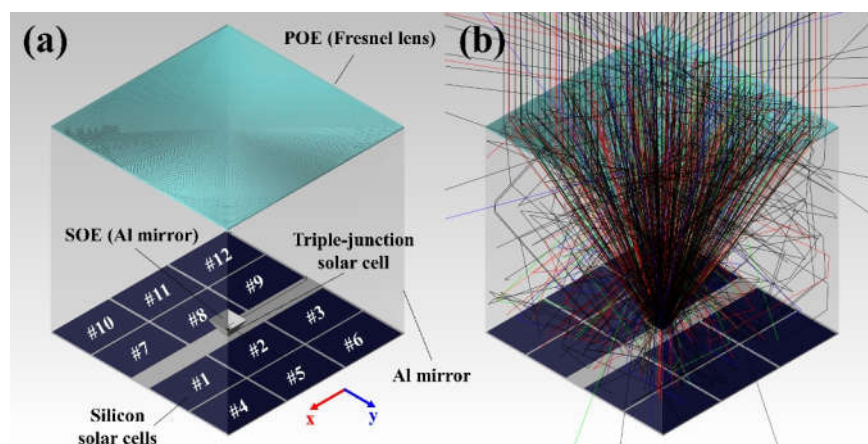 (a)
POE (Fresnel lens)
SOE (Al mirror)
Triple-junction
solar cell
#12
#11
#9
#10
#8
#3
#7
#2
#6
#1
#5
#4
Al mirror
Silicon
solar cells
x
y
(b)